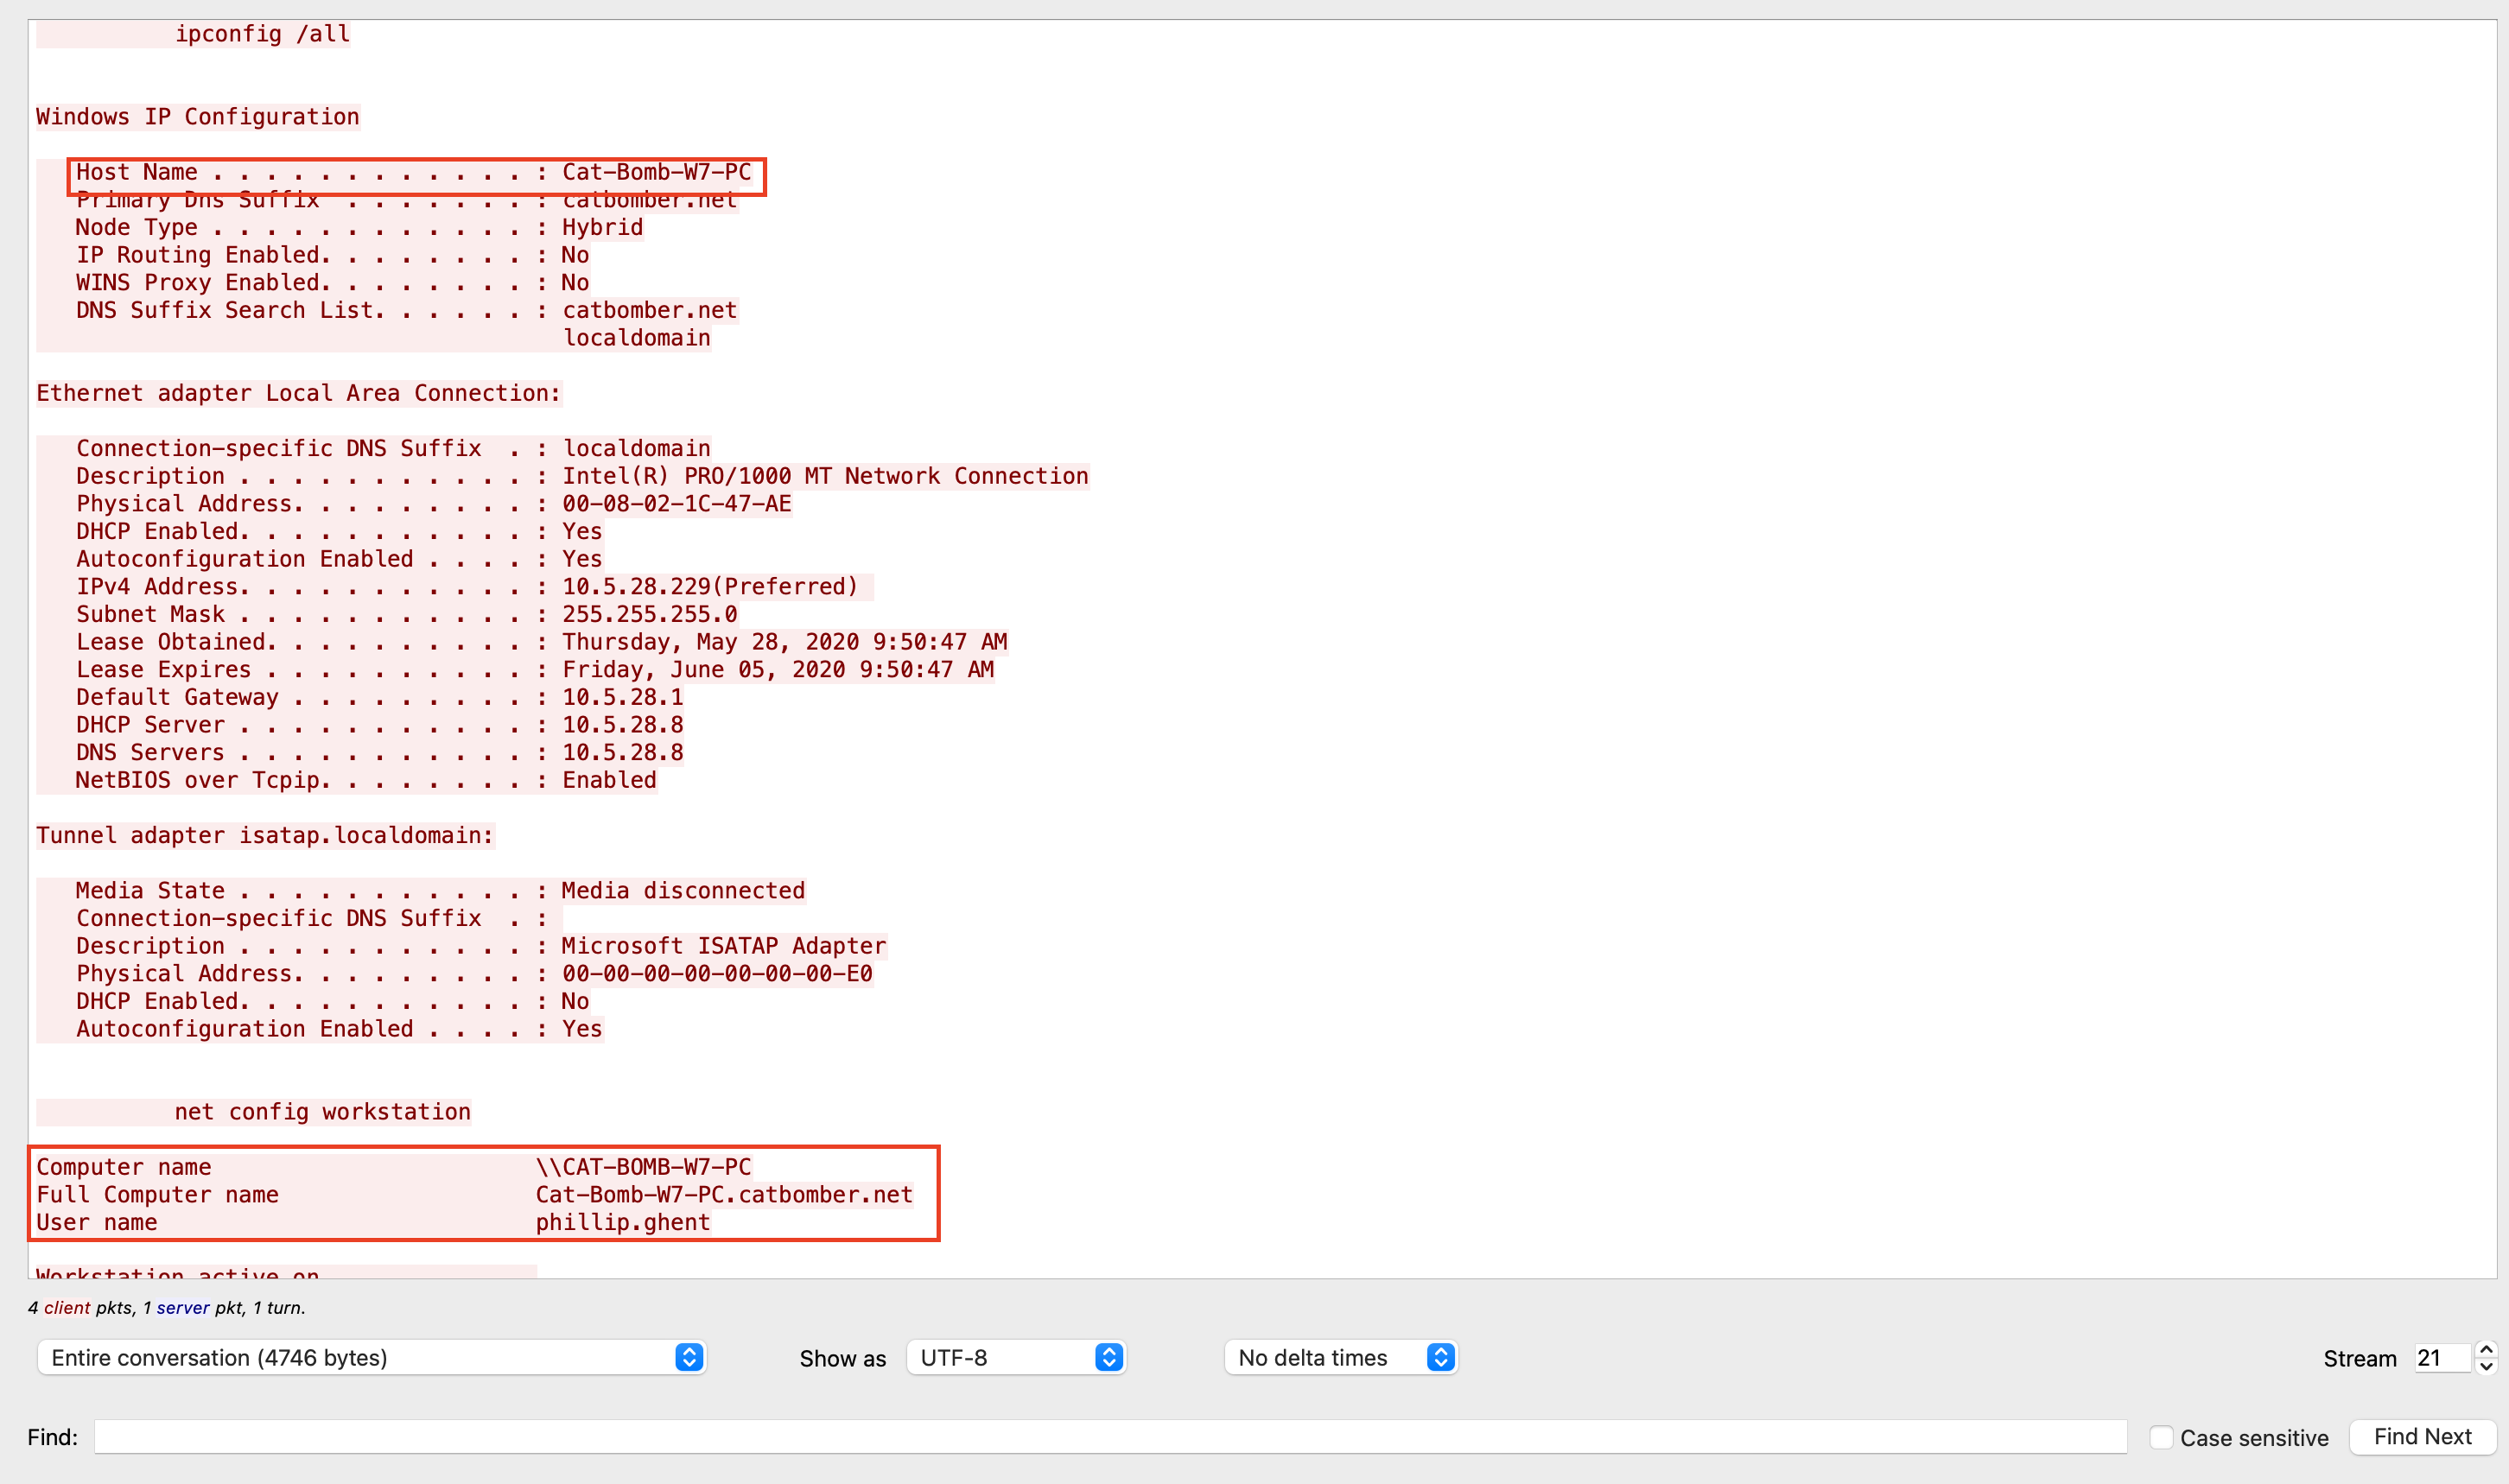 ipconfig /all
Windows IP Configuration
Host Name . . . . . . . . . . . . : Cat-Bomb-W7-PC
Primary Dns Suffix  . . . . . . . : catbomber.net
Node Type . . . . . . . . . . . . : Hybrid
IP Routing Enabled. . . . . . . . : No
WINS Proxy Enabled. . . . . . . . : No
DNS Suffix Search List. . . . . . : catbomber.net
localdomain
Ethernet adapter Local Area Connection:
Connection-specific DNS Suffix  . : localdomain
Description . . . . . . . . . . . : Intel(R) PRO/1000 MT Network Connection
Physical Address. . . . . . . . . : 00-08-02-1C-47-AE
DHCP Enabled. . . . . . . . . . . : Yes
Autoconfiguration Enabled . . . . : Yes
IPv4 Address. . . . . . . . . . . : 10.5.28.229(Preferred)
Subnet Mask . . . . . . . . . . . : 255.255.255.0
Lease Obtained. . . . . . . . . . : Thursday, May 28, 2020 9:50:47 AM
Lease Expires . . . . . . . . . . : Friday, June 05, 2020 9:50:47 AM
Default Gateway . . . . . . . . . : 10.5.28.1
DHCP Server . . . . . . . . . . . : 10.5.28.8
DNS Servers . . . . . . . . . . . : 10.5.28.8
NetBIOS over Tcpip. . . . . . . . : Enabled
Tunnel adapter isatap.localdomain:
Media State . . . . . . . . . . . : Media disconnected
Connection-specific DNS Suffix  . :
Description . . . . . . . . . . . : Microsoft ISATAP Adapter
Physical Address. . . . . . . . . : 00-00-00-00-00-00-00-E0
DHCP Enabled. . . . . . . . . . . : No
Autoconfiguration Enabled . . . . : Yes
net config workstation
Computer name                        \\CAT-BOMB-W7-PC
Full Computer name                   Cat-Bomb-W7-PC.catbomber.net
User name                            phillip.ghent
Workstation active on
4 client pkts, 1 server pkt, 1 turn.
Entire conversation (4746 bytes) Show as UTF-8 No delta times Stream 21
Find: Case sensitive Find Next